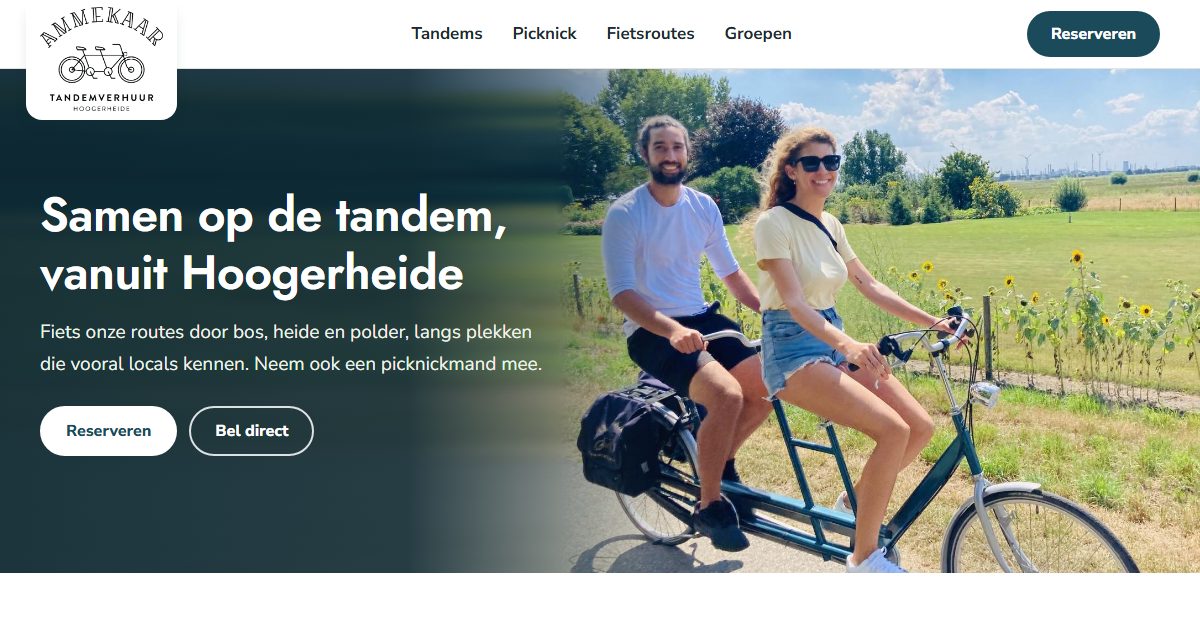 AMMEKAAR
TANDEMVERHUUR
HOOGERHEIDE
Tandems
Picknick
Fietsroutes
Groepen
Reserveren
Samen op de tandem,
vanuit Hoogerheide
Fiets onze routes door bos, heide en polder, langs plekken
die vooral locals kennen. Neem ook een picknickmand mee.
Reserveren
Bel direct